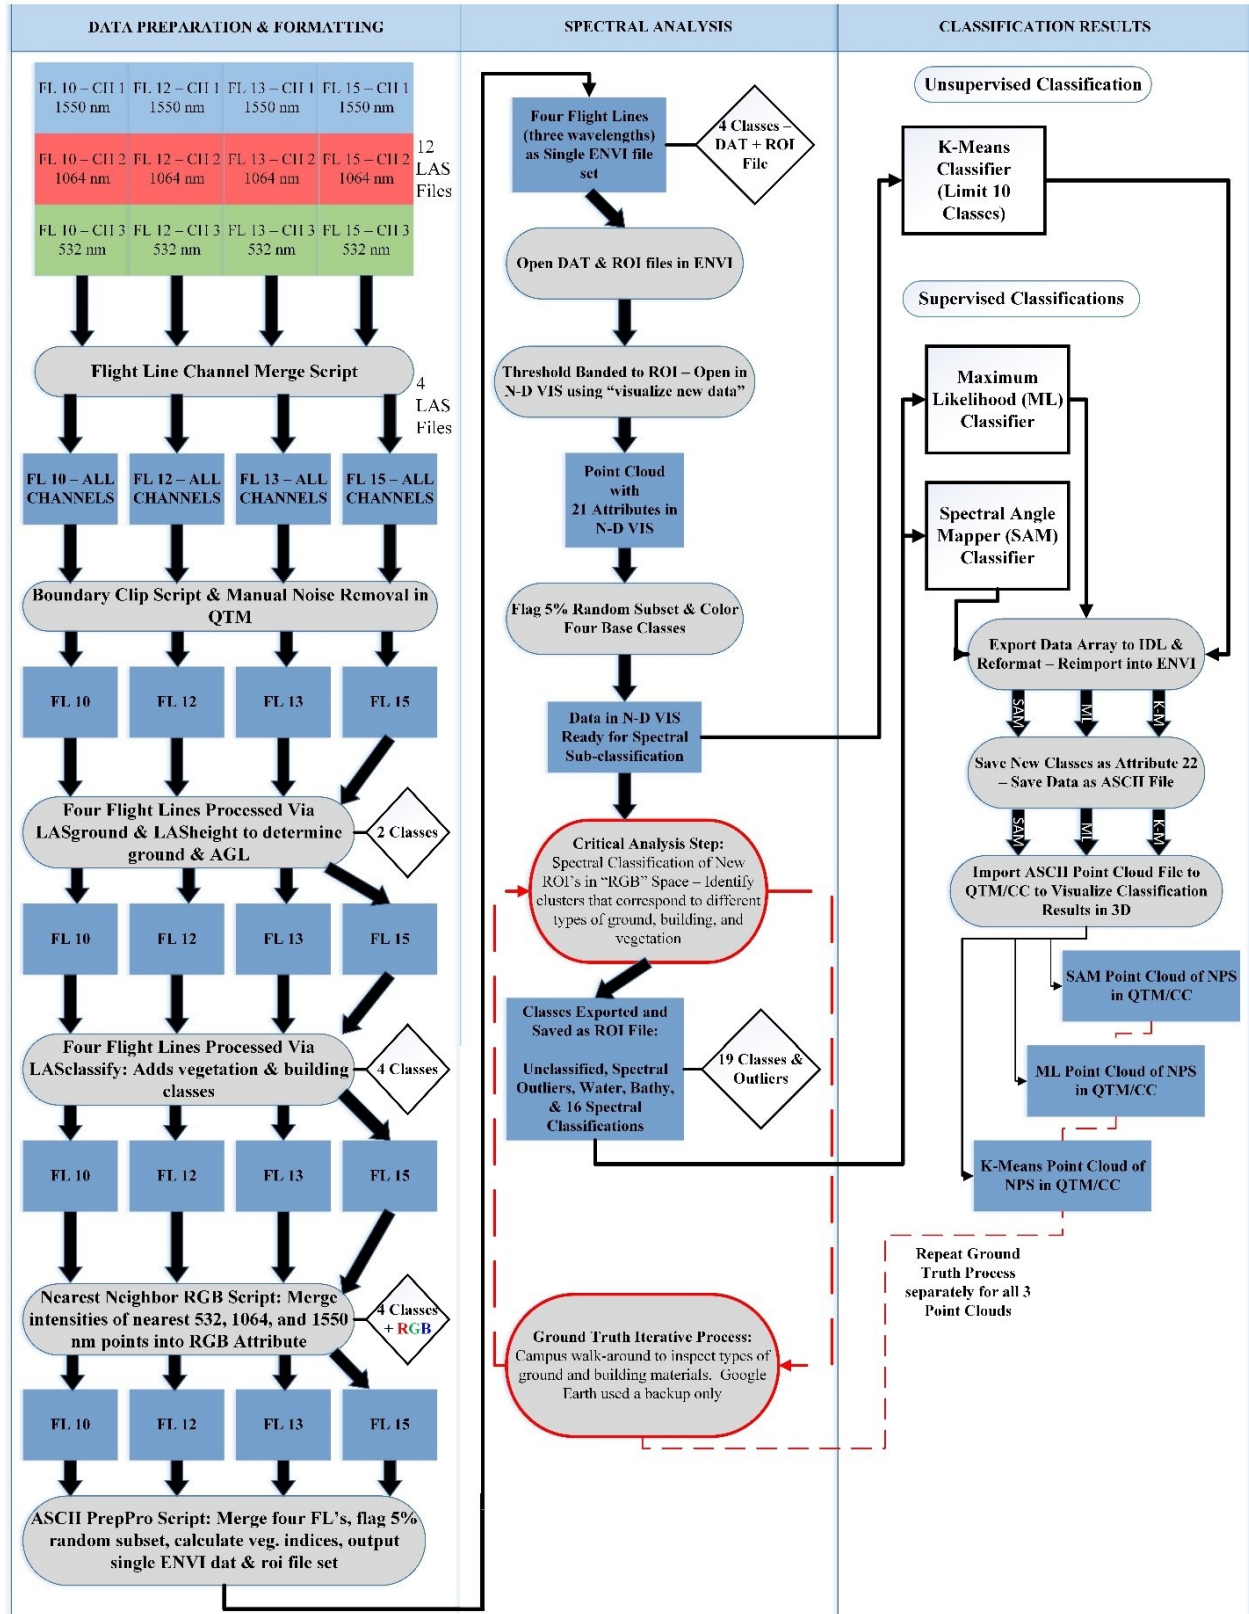 DATA PREPARATION & FORMATTING
FL 10 – CH 1
1550 nm
FL 12 – CH 1
1550 nm
FL 13 – CH 1
1550 nm
FL 15 – CH 1
1550 nm
FL 10 – CH 2
1064 nm
FL 12 – CH 2
1064 nm
FL 13 – CH 2
1064 nm
FL 15 – CH 2
1064 nm
FL 10 – CH 3
532 nm
FL 12 – CH 3
532 nm
FL 13 – CH 3
532 nm
FL 15 – CH 3
532 nm
12
LAS
Files
Flight Line Channel Merge Script
4
LAS
Files
FL 10 – ALL
CHANNELS
FL 12 – ALL
CHANNELS
FL 13 – ALL
CHANNELS
FL 15 – ALL
CHANNELS
Boundary Clip Script & Manual Noise Removal in
QTM
FL 10
FL 12
FL 13
FL 15
Four Flight Lines Processed Via
LASground & LASheight to determine
ground & AGL
2 Classes
FL 10
FL 12
FL 13
FL 15
Four Flight Lines Processed Via
LASclassify: Adds vegetation & building
classes
4 Classes
FL 10
FL 12
FL 13
FL 15
Nearest Neighbor RGB Script: Merge
intensities of nearest 532, 1064, and 1550
nm points into RGB Attribute
4 Classes
+ RGB
FL 10
FL 12
FL 13
FL 15
ASCII PrepPro Script: Merge four FL's, flag 5%
random subset, calculate veg. indices, output
single ENVI dat & roi file set
SPECTRAL ANALYSIS
Four Flight Lines
(three wavelengths)
as Single ENVI file
set
4 Classes –
DAT + ROI
File
Open DAT & ROI files in ENVI
Threshold Banded to ROI – Open in
N-D VIS using “visualize new data”
Point Cloud
with
21 Attributes in
N-D VIS
Flag 5% Random Subset & Color
Four Base Classes
Data in N-D VIS
Ready for Spectral
Sub-classification
Critical Analysis Step:
Spectral Classification of New
ROI's in “RGB” Space – Identify
clusters that correspond to different
types of ground, building, and
vegetation
Classes Exported and
Saved as ROI File:
Unclassified, Spectral
Outliers, Water, Bathy,
& 16 Spectral
Classifications
19 Classes &
Outliers
Ground Truth Iterative Process:
Campus walk-around to inspect types of
ground and building materials. Google
Earth used a backup only
CLASSIFICATION RESULTS
Unsupervised Classification
K-Means
Classifier
(Limit 10
Classes)
Supervised Classifications
Maximum
Likelihood (ML)
Classifier
Spectral Angle
Mapper (SAM)
Classifier
Export Data Array to IDL &
Reformat – Reimport into ENVI
SAM
ML
K-M
Save New Classes as Attribute 22
– Save Data as ASCII File
SAM
ML
K-M
Import ASCII Point Cloud File to
QTM/CC to Visualize Classification
Results in 3D
SAM Point Cloud of NPS
in QTM/CC
ML Point Cloud of NPS
in QTM/CC
K-Means Point Cloud of
NPS in QTM/CC
Repeat Ground
Truth Process
separately for all 3
Point Clouds